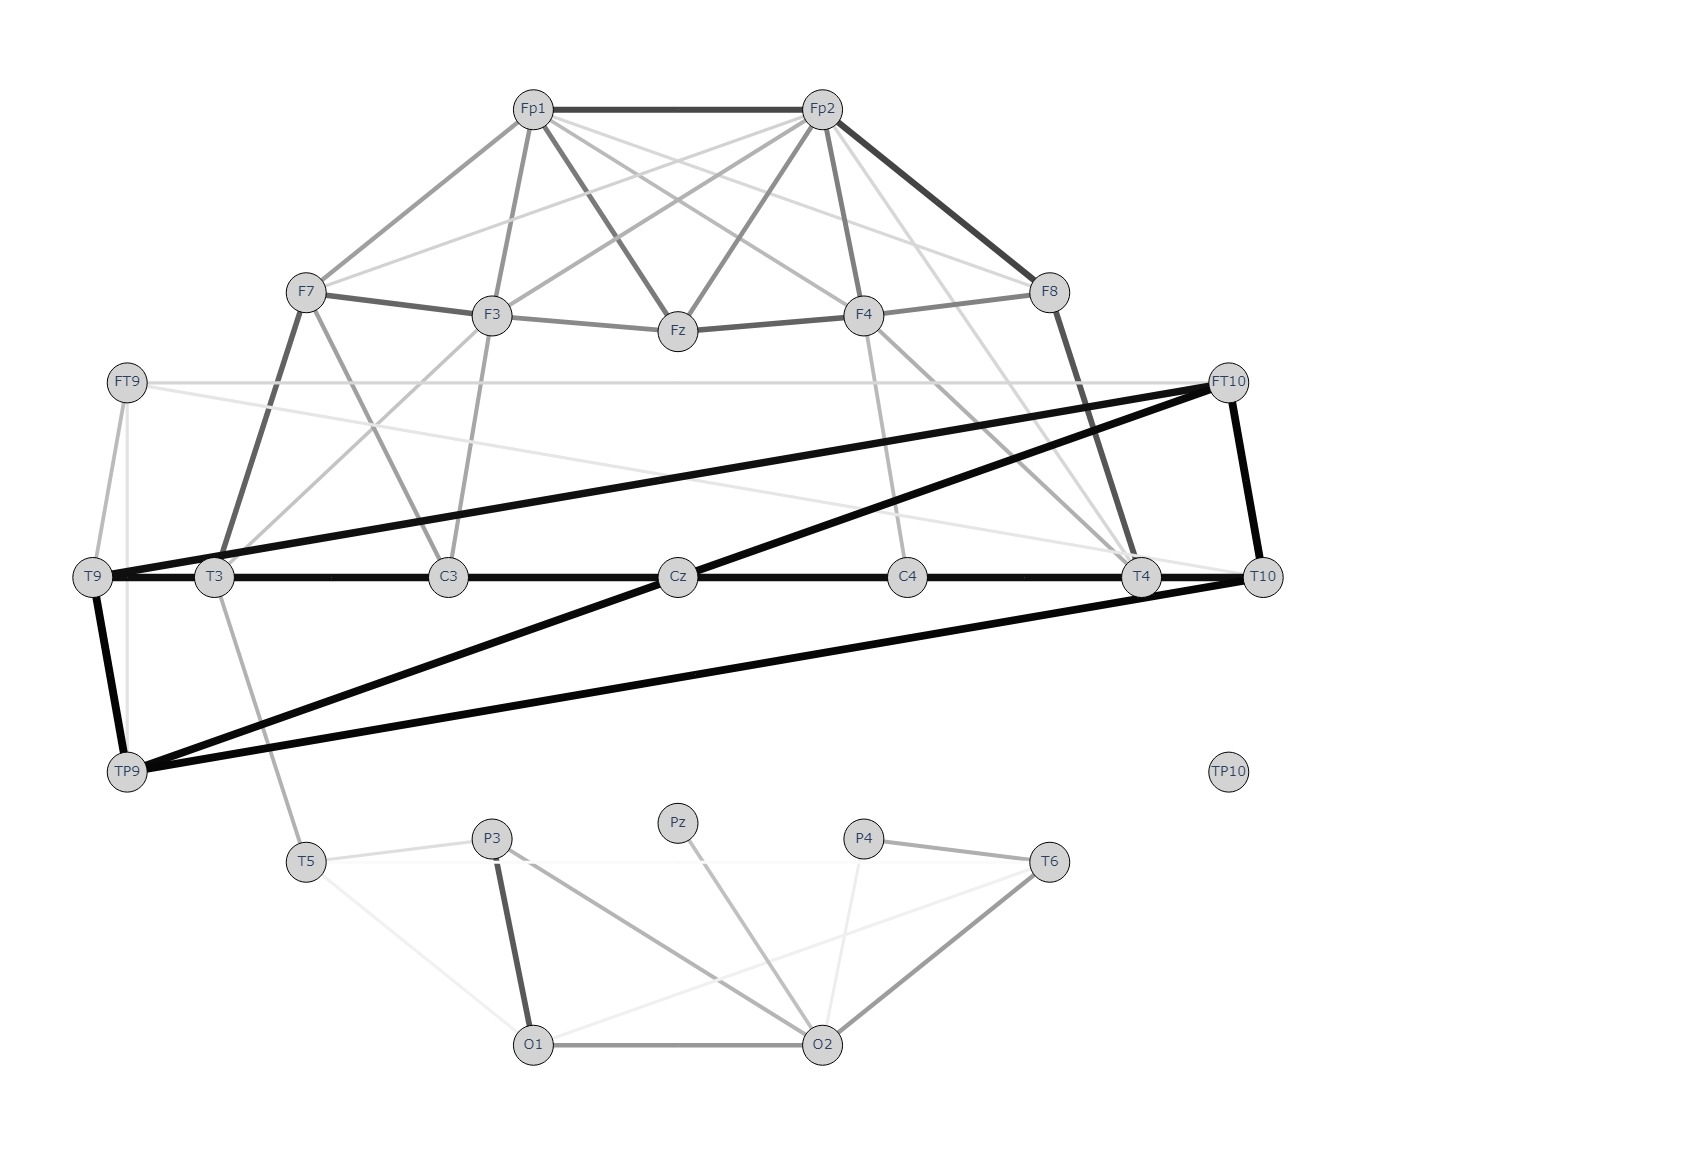 Fp1 Fp2
F7 F3 Fz F4 F8
FT9 FT10
T9 T3 C3 Cz C4 T4 T10
TP9 TP10
T5 P3 Pz P4 T6
O1 O2